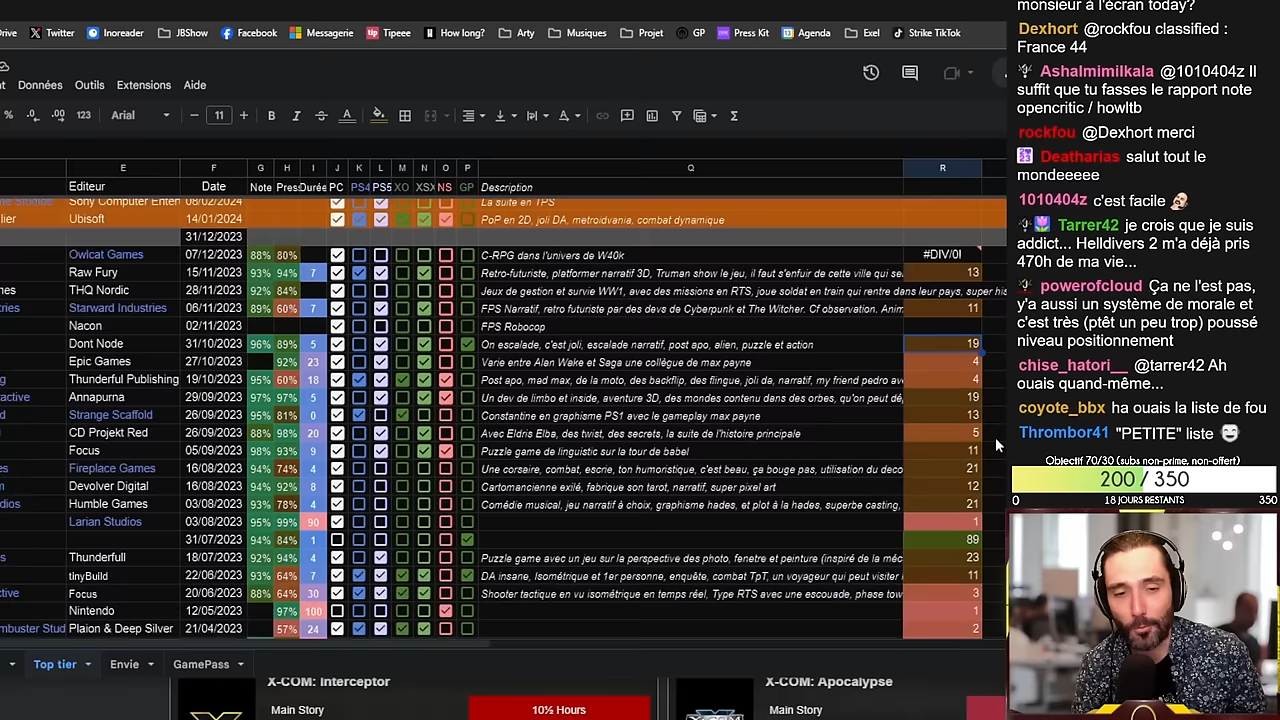 Drive Twitter Inoreader JBShow Facebook Messagerie tip Tipeee How long? Arty Musiques Projet GP Press Kit Agenda Exel Strike TikTok
Données Outils Extensions Aide
% .0 .00 123 Arial − 11 + B I S A
E F G H I J K L M N O P Q R
Editeur Date Note Press Durée PC PS4 PS5 XO XSX NS GP Description
Sony Computer Enter 08/02/2024 La suite en TPS
lier Ubisoft 14/01/2024 PoP en 2D, joli DA, metroidvania, combat dynamique
31/12/2023
Owlcat Games 07/12/2023 88% 80% C-RPG dans l'univers de W40k #DIV/0!
Raw Fury 15/11/2023 93% 94% 7 Retro-futuriste, platformer narratif 3D, Truman show le jeu, il faut s'enfuir de cette ville qui se 13
mes THQ Nordic 28/11/2023 92% 84% Jeux de gestion et survie WW1, avec des missions en RTS, joue soldat en train qui rentre dans leur pays, super his
tries Starward Industries 06/11/2023 89% 60% 7 FPS Narratif, retro futuriste par des devs de Cyberpunk et The Witcher. Cf observation. Anim 11
Nacon 02/11/2023 FPS Robocop
Dont Node 31/10/2023 96% 89% 5 On escalade, c'est joli, escalade narratif, post apo, alien, puzzle et action 19
Epic Games 27/10/2023 92% 23 Varie entre Alan Wake et Saga une collègue de max payne 4
g Thunderful Publishing 19/10/2023 95% 60% 18 Post apo, mad max, de la moto, des backflip, des flingue, joli da, narratif, my friend pedro av 4
active Annapurna 29/09/2023 97% 97% 5 Un dev de limbo et inside, aventure 3D, des mondes contenu dans des orbes, qu'on peut dé, 19
d Strange Scaffold 26/09/2023 95% 81% 0 Constantine en graphisme PS1 avec le gameplay max payne 13
CD Projekt Red 26/09/2023 88% 98% 20 Avec Eldris Elba, des twist, des secrets, la suite de l'histoire principale 5
Focus 05/09/2023 98% 93% 9 Puzzle game de linguistic sur la tour de babel 11
Fireplace Games 16/08/2023 94% 74% 4 Une corsaire, combat, escrie, ton humoristique, c'est beau, ça bouge pas, utilisation du deco 21
Devolver Digital 16/08/2023 94% 92% 8 Cartomancienne exilé, fabrique son tarot, narratif, super pixel art 12
dios Humble Games 03/08/2023 93% 78% 4 Comédie musical, jeu narratif à choix, graphisme hades, et plot à la hades, superbe casting, 21
Larian Studios 03/08/2023 95% 99% 90 1
31/07/2023 94% 84% 1 89
s Thunderfull 18/07/2023 92% 94% 4 Puzzle game avec un jeu sur la perspective des photo, fenetre et peinture (inspiré de la méc 23
tinyBuild 22/06/2023 93% 64% 7 DA insane, Isométrique et 1er personne, enquête, combat TpT, un voyageur qui peut visiter 11
ctive Focus 20/06/2023 88% 64% 30 Shooter tactique en vu isométrique en temps réel, Type RTS avec une escouade, phase tow 3
Nintendo 12/05/2023 97% 100 1
mbuster Stud Plaion & Deep Silver 21/04/2023 57% 24 2
Top tier Envie GamePass
X-COM: Interceptor X-COM: Apocalypse
Main Story 10½ Hours Main Story
monsieur à l'écran today?
Dexhort @rockfou classified :
France 44
Ashalmimilkala @1010404z Il
suffit que tu fasses le rapport note
opencritic / howltb
rockfou @Dexhort merci
Deatharias salut tout le
mondeeeee
1010404z c'est facile
Tarrer42 je crois que je suis
addict... Helldivers 2 m'a déjà pris
470h de ma vie...
powerofcloud Ça ne l'est pas,
y'a aussi un système de morale et
c'est très (ptêt un peu trop) poussé
niveau positionnement
chise_hatori__ @tarrer42 Ah
ouais quand-même...
coyote_bbx ha ouais la liste de fou
Thrombor41 "PETITE" liste
Objectif 70/30 (subs non-prime, non-offert)
200 / 350
0 18 JOURS RESTANTS 350